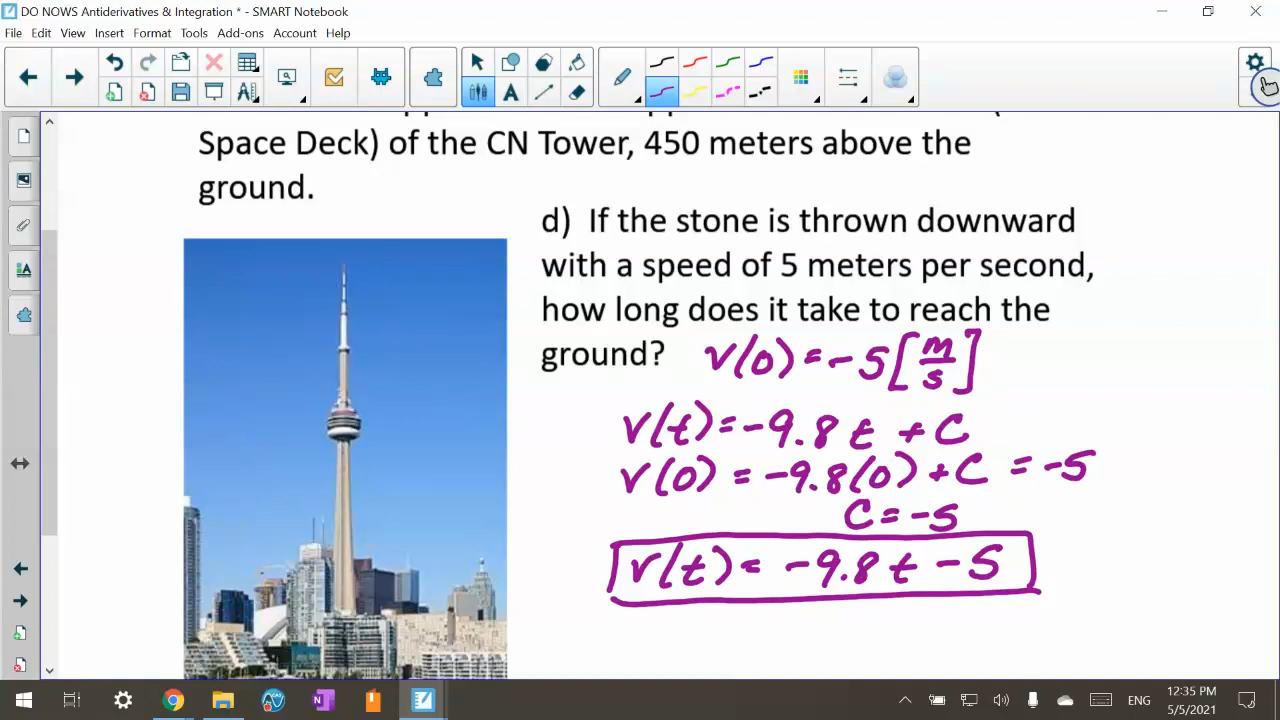 DO NOWS Antiderivatives & Integration * - SMART Notebook
File Edit View Insert Format Tools Add-ons Account Help
Space Deck) of the CN Tower, 450 meters above the
ground.
d) If the stone is thrown downward
with a speed of 5 meters per second,
how long does it take to reach the
ground? v(0) = -5 [m/s]
v(t) = -9.8t + C
v(0) = -9.8(0) + C = -5
C = -5
v(t) = -9.8t - 5
ENG
12:35 PM
5/5/2021